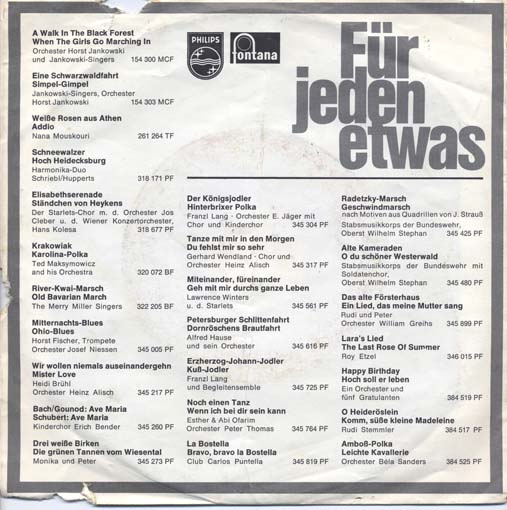 A Walk In The Black Forest
When The Girls Go Marching In
Orchester Horst Jankowski
und Jankowski-Singers 154 300 MCF
Eine Schwarzwaldfahrt
Simpel-Gimpel
Jankowski-Singers, Orchester
Horst Jankowski 154 303 MCF
Weiße Rosen aus Athen
Addio
Nana Mouskouri 261 264 TF
Schneewalzer
Hoch Heidecksburg
Harmonika-Duo
Schriebl/Hupperts 318 171 PF
Elisabethserenade
Ständchen von Heykens
Der Starlets-Chor m. d. Orchester Jos
Cleber u. d. Wiener Konzertorchester,
Hans Kolesa 318 677 PF
Krakowiak
Karolina-Polka
Ted Maksymowicz
and his Orchestra 320 072 BF
River-Kwai-Marsch
Old Bavarian March
The Merry Miller Singers 322 205 BF
Mitternachts-Blues
Ohio-Blues
Horst Fischer, Trompete
Orchester Josef Niessen 345 005 PF
Wir wollen niemals auseinandergehn
Mister Love
Heidi Brühl
Orchester Heinz Alisch 345 217 PF
Bach/Gounod: Ave Maria
Schubert: Ave Maria
Kinderchor Erich Bender 345 260 PF
Drei weiße Birken
Die grünen Tannen vom Wiesental
Monika und Peter 345 273 PF
PHILIPS
PHILIPS
fontana
Für
jeden
etwas
Der Königsjodler
Hinterbrixer Polka
Franzl Lang · Orchester E. Jäger mit
Chor und Kinderchor 345 304 PF
Tanze mit mir in den Morgen
Du fehlst mir so sehr
Gerhard Wendland · Chor und
Orchester Heinz Alisch 345 317 PF
Miteinander, füreinander
Geh mit mir durchs ganze Leben
Lawrence Winters
u. d. Starlets 345 561 PF
Petersburger Schlittenfahrt
Dornröschens Brautfahrt
Alfred Hause
und sein Orchester 345 616 PF
Erzherzog-Johann-Jodler
Kuß-Jodler
Franzl Lang
und Begleitensemble 345 725 PF
Noch einen Tanz
Wenn ich bei dir sein kann
Esther & Abi Ofarim
Orchester Peter Thomas 345 764 PF
La Bostella
Bravo, bravo la Bostella
Club Carlos Puntella 345 819 PF
Radetzky-Marsch
Geschwindmarsch
nach Motiven aus Quadrillen von J. Strauß
Stabsmusikkorps der Bundeswehr,
Oberst Wilhelm Stephan 345 425 PF
Alte Kameraden
O du schöner Westerwald
Stabsmusikkorps der Bundeswehr mit
Soldatenchor,
Oberst Wilhelm Stephan 345 480 PF
Das alte Försterhaus
Ein Lied, das meine Mutter sang
Rudi und Peter
Orchester William Greihs 345 899 PF
Lara's Lied
The Last Rose Of Summer
Roy Etzel 346 015 PF
Happy Birthday
Hoch soll er leben
Ein Orchester und
fünf Gratulanten 384 519 PF
O Heideröslein
Komm, süße kleine Madeleine
Rudi Stemmler 384 517 PF
Amboß-Polka
Leichte Kavallerie
Orchester Béla Sanders 384 525 PF